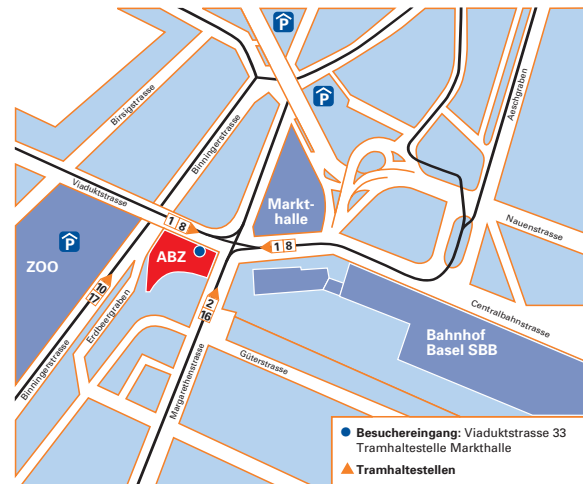 P
P
Aeschgraben
Birsigstrasse
Binningerstrasse
Viaduktstrasse
Markt-
halle
Nauenstrasse
1 8
1 8
P
ZOO
ABZ
10
17
2
16
Erdbeergraben
Centralbahnstrasse
Bahnhof
Basel SBB
Binningerstrasse
Margarethenstrasse
Güterstrasse
Besuchereingang: Viaduktstrasse 33
Tramhaltestelle Markthalle
Tramhaltestellen